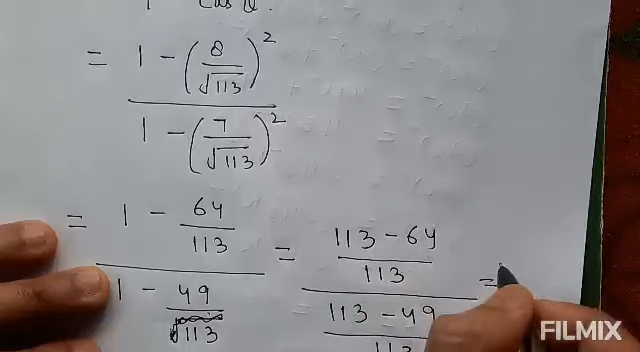 = 1 - (8/√113)² / 1 - (7/√113)²
= 1 - 64/113 / 1 - 49/113 = 113 - 64/113 / 113 - 49/113 =
FILMIX